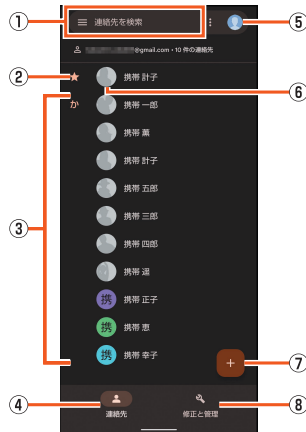 ① 連絡先を検索 ⑤
@gmail.com・10 件の連絡先
② ★ 携帯 計子
⑥
か 携帯 一郎
携帯 薫
携帯 計子
携帯 五郎
③ 携帯 三郎
携帯 四郎
携帯 遥
携 携帯 正子
携 携帯 恵
携 携帯 幸子
+ ⑦
④ 連絡先 修正と管理 ⑧